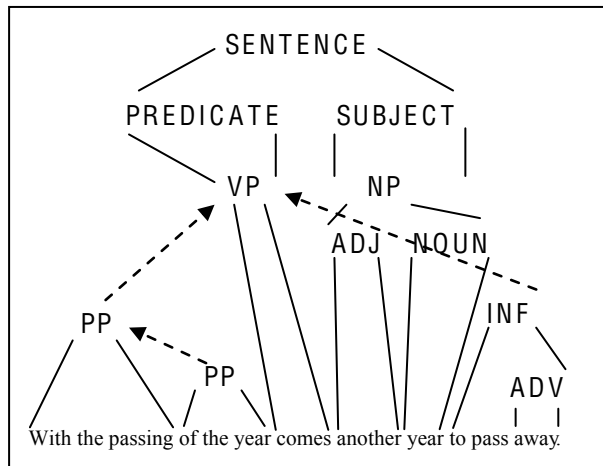 SENTENCE
PREDICATE SUBJECT
VP NP
ADJ NOUN
PP INF
PP ADV
With the passing of the year comes another year to pass away.